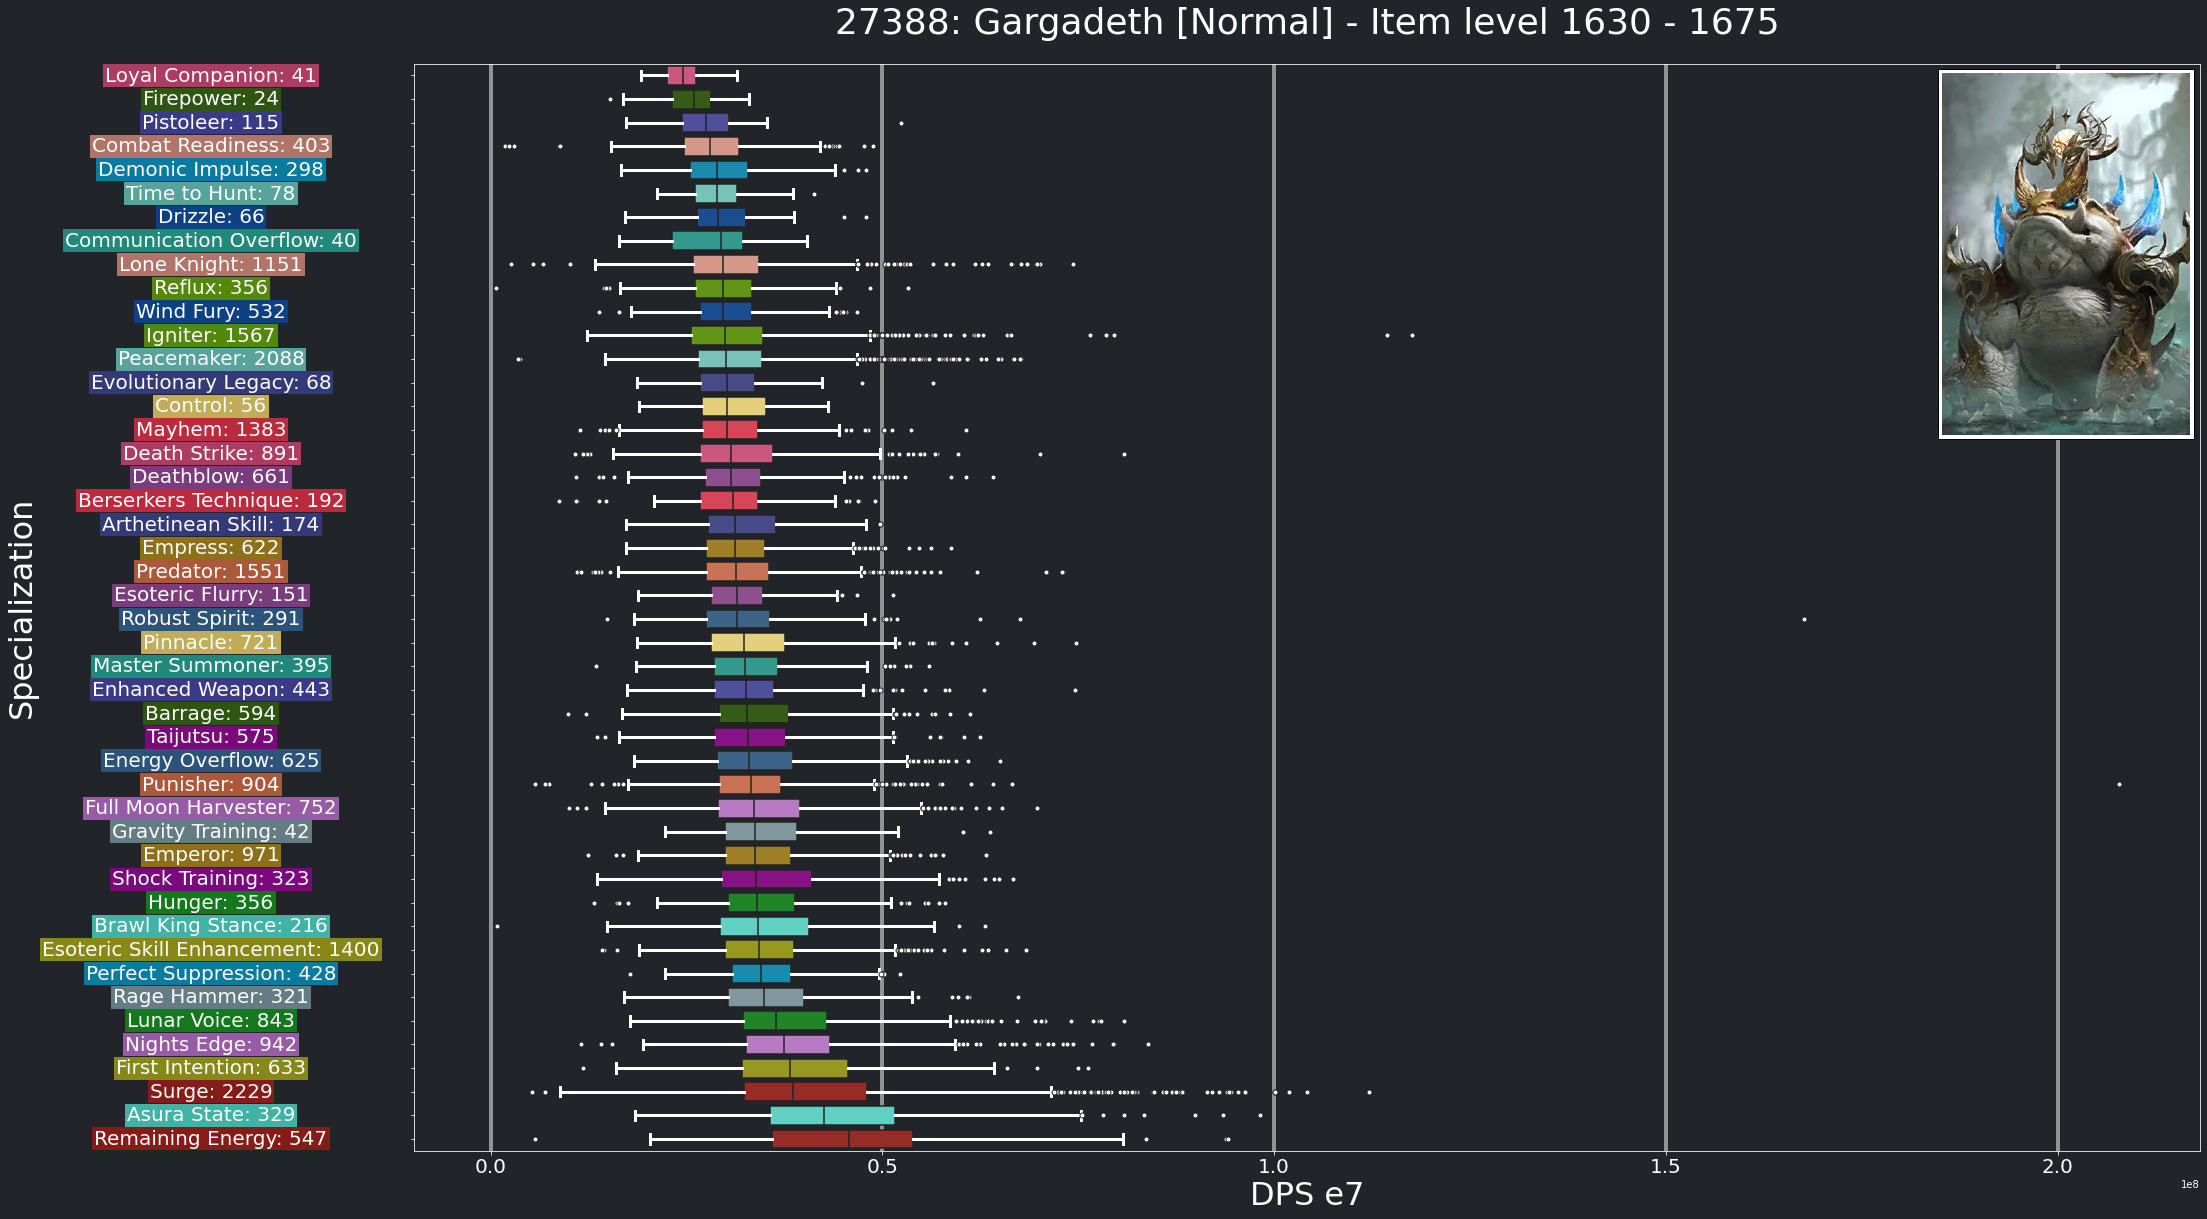 27388: Gargadeth [Normal] - Item level 1630 - 1675
Specialization
Loyal Companion: 41
Firepower: 24
Pistoleer: 115
Combat Readiness: 403
Demonic Impulse: 298
Time to Hunt: 78
Drizzle: 66
Communication Overflow: 40
Lone Knight: 1151
Reflux: 356
Wind Fury: 532
Igniter: 1567
Peacemaker: 2088
Evolutionary Legacy: 68
Control: 56
Mayhem: 1383
Death Strike: 891
Deathblow: 661
Berserkers Technique: 192
Arthetinean Skill: 174
Empress: 622
Predator: 1551
Esoteric Flurry: 151
Robust Spirit: 291
Pinnacle: 721
Master Summoner: 395
Enhanced Weapon: 443
Barrage: 594
Taijutsu: 575
Energy Overflow: 625
Punisher: 904
Full Moon Harvester: 752
Gravity Training: 42
Emperor: 971
Shock Training: 323
Hunger: 356
Brawl King Stance: 216
Esoteric Skill Enhancement: 1400
Perfect Suppression: 428
Rage Hammer: 321
Lunar Voice: 843
Nights Edge: 942
First Intention: 633
Surge: 2229
Asura State: 329
Remaining Energy: 547
0.0 0.5 1.0 1.5 2.0
1e8
DPS e7